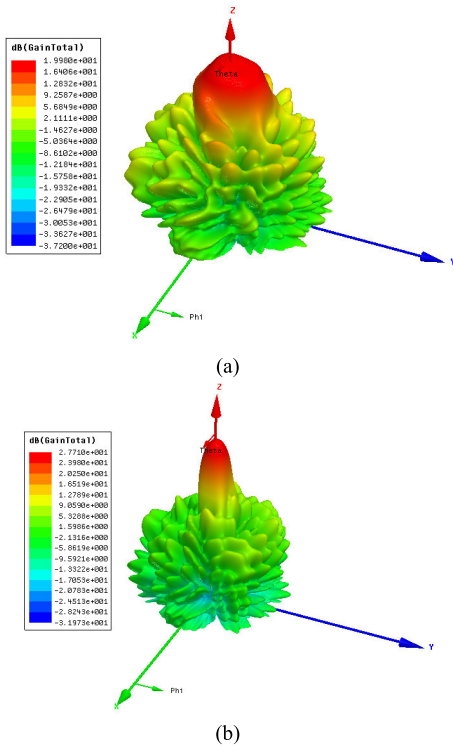 Z
dB(GainTotal)
1.9980e+001
1.6406e+001
1.2832e+001
9.2587e+000
5.6849e+000
2.1111e+000
-1.4627e+000
-5.0364e+000
-8.6102e+000
-1.2184e+001
-1.5758e+001
-1.9332e+001
-2.2905e+001
-2.6479e+001
-3.0053e+001
-3.3627e+001
-3.7200e+001
Theta
Y
Phi
X
(a)
Z
dB(GainTotal)
2.7710e+001
2.3980e+001
2.0250e+001
1.6519e+001
1.2789e+001
9.0590e+000
5.3288e+000
1.5986e+000
-2.1316e+000
-5.8619e+000
-9.5921e+000
-1.3322e+001
-1.7053e+001
-2.0783e+001
-2.4513e+001
-2.8243e+001
-3.1973e+001
Theta
Y
Phi
X
(b)